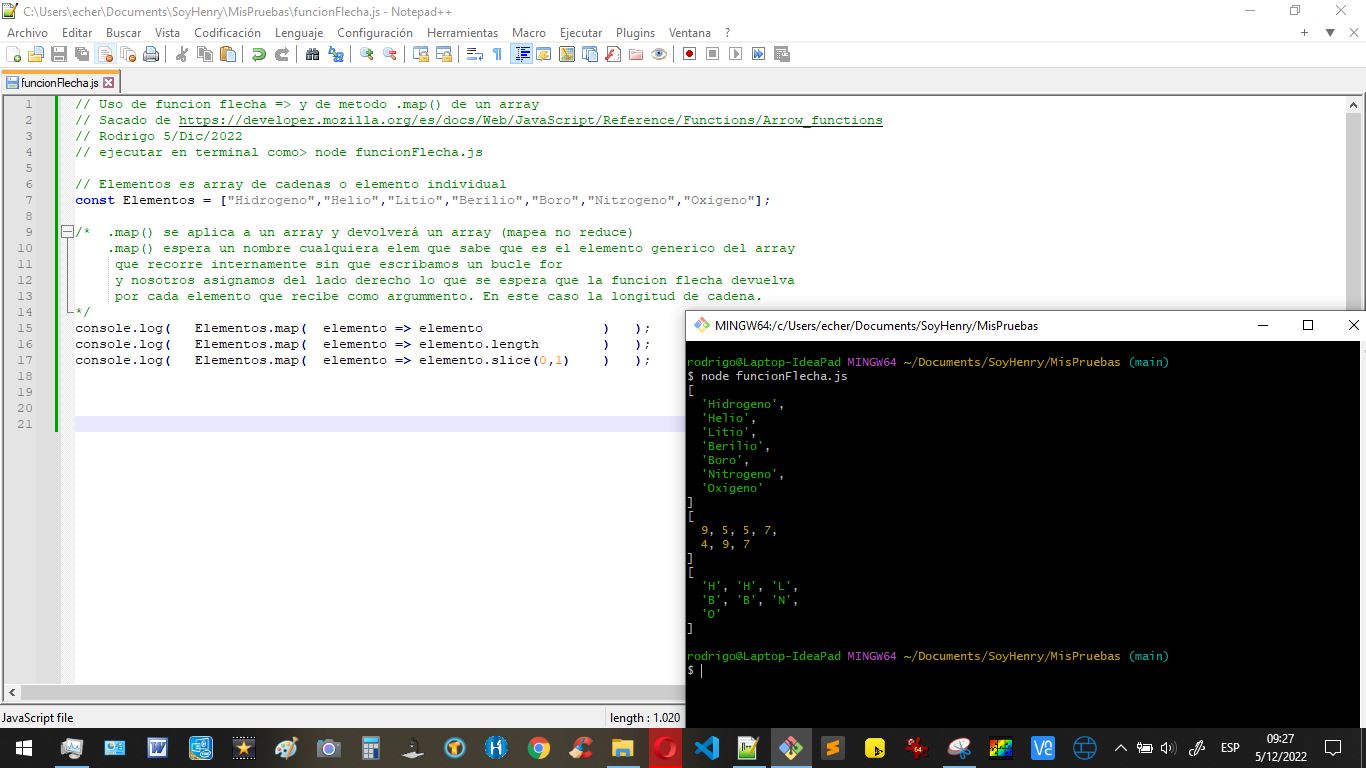 C:\Users\echer\Documents\SoyHenry\MisPruebas\funcionFlecha.js - Notepad++
Archivo Editar Buscar Vista Codificación Lenguaje Configuración Herramientas Macro Ejecutar Plugins Ventana ?
funcionFlecha.js
1 // Uso de funcion flecha => y de metodo .map() de un array
2 // Sacado de https://developer.mozilla.org/es/docs/Web/JavaScript/Reference/Functions/Arrow_functions
3 // Rodrigo 5/Dic/2022
4 // ejecutar en terminal como> node funcionFlecha.js
5
6 // Elementos es array de cadenas o elemento individual
7 const Elementos = ["Hidrogeno","Helio","Litio","Berilio","Boro","Nitrogeno","Oxigeno"];
8
9 /* .map() se aplica a un array y devolverá un array (mapea no reduce)
10 .map() espera un nombre cualquiera elem que sabe que es el elemento generico del array
11 que recorre internamente sin que escribamos un bucle for
12 y nosotros asignamos del lado derecho lo que se espera que la funcion flecha devuelva
13 por cada elemento que recibe como argummento. En este caso la longitud de cadena.
14 */
15 console.log( Elementos.map( elemento => elemento ) );
16 console.log( Elementos.map( elemento => elemento.length ) );
17 console.log( Elementos.map( elemento => elemento.slice(0,1) ) );
18
19
20
21
MINGW64:/c/Users/echer/Documents/SoyHenry/MisPruebas
rodrigo@Laptop-IdeaPad MINGW64 ~/Documents/SoyHenry/MisPruebas (main)
$ node funcionFlecha.js
[
'Hidrogeno',
'Helio',
'Litio',
'Berilio',
'Boro',
'Nitrogeno',
'Oxigeno'
]
[
9, 5, 5, 7,
4, 9, 7
]
[
'H', 'H', 'L',
'B', 'B', 'N',
'O'
]
rodrigo@Laptop-IdeaPad MINGW64 ~/Documents/SoyHenry/MisPruebas (main)
$
JavaScript file
length : 1.020
ESP
09:27
5/12/2022